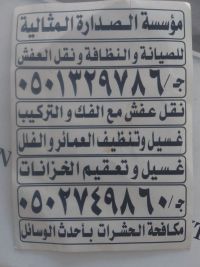 مؤسسة الصدارة المثالية
للصيانة والنظافة ونقل العفش
ج/٠٥٠١٣٢٩٧٨٦
نقل عفش مع الفك والتركيب
غسيل وتنظيف العمائر والفلل
غسيل وتعقيم الخزانات
ج/٠٥٠٢٧٤٩٨٦٠
مكافحة الحشرات بأحدث الوسائل